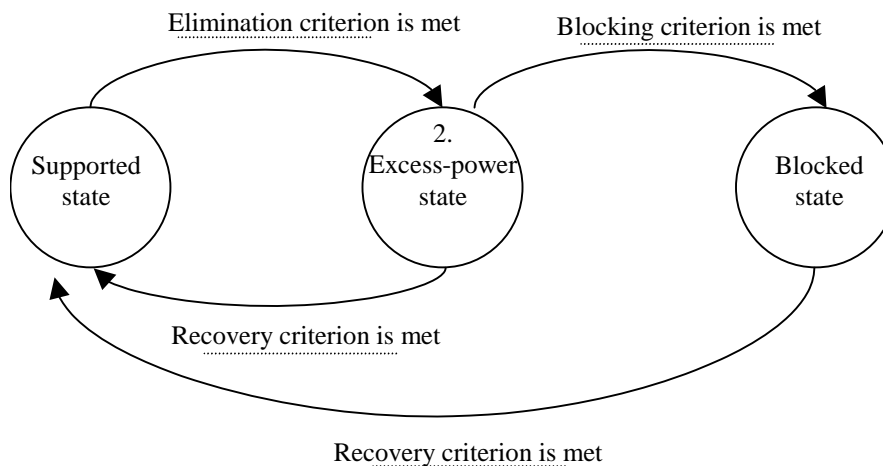 Elimination criterion is met
Blocking criterion is met
Supported
state
2.
Excess-power
state
Blocked
state
Recovery criterion is met
Recovery criterion is met